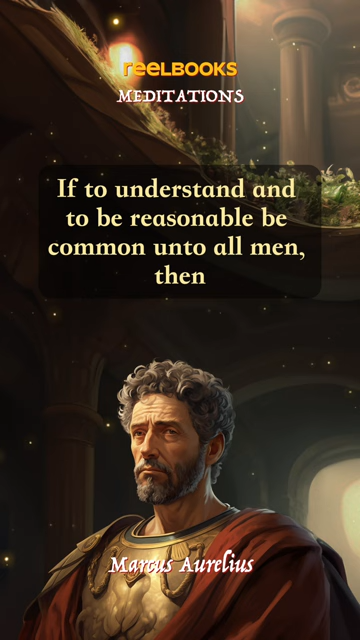 reelBOOKS
MEDITATIONS
If to understand and
to be reasonable be
common unto all men,
then
Marcus Aurelius